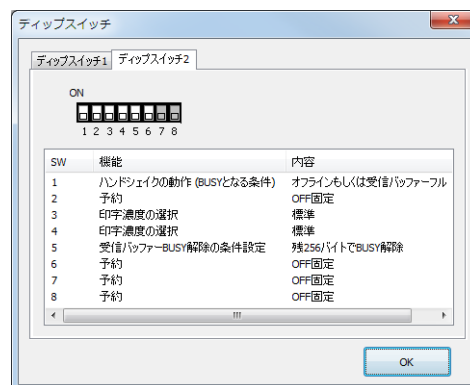 ディップスイッチ
ディップスイッチ1 ディップスイッチ2
ON
1 2 3 4 5 6 7 8
SW 機能 内容
1 ハンドシェイクの動作 (BUSYとなる条件) オフラインもしくは受信バッファーフル
2 予約 OFF固定
3 印字濃度の選択 標準
4 印字濃度の選択 標準
5 受信バッファーBUSY解除の条件設定 残256バイトでBUSY解除
6 予約 OFF固定
7 予約 OFF固定
8 予約 OFF固定
OK